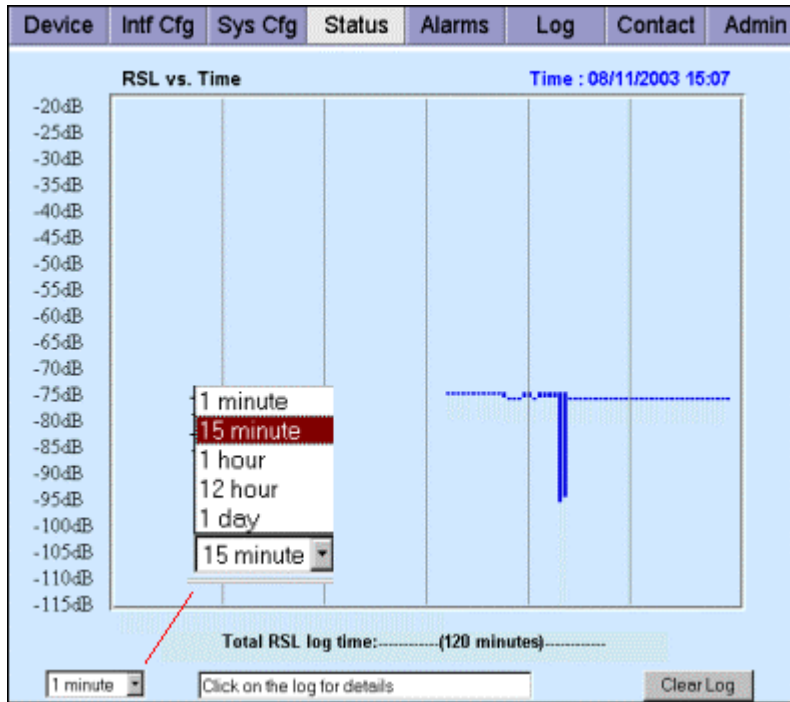 Device Intf Cfg Sys Cfg Status Alarms Log Contact Admin
RSL vs. Time Time : 08/11/2003 15:07
-20dB
-25dB
-30dB
-35dB
-40dB
-45dB
-50dB
-55dB
-60dB
-65dB
-70dB
-75dB
-80dB
-85dB
-90dB
-95dB
-100dB
-105dB
-110dB
-115dB
1 minute
15 minute
1 hour
12 hour
1 day
15 minute
Total RSL log time:----------(120 minutes)------------
1 minute Click on the log for details Clear Log